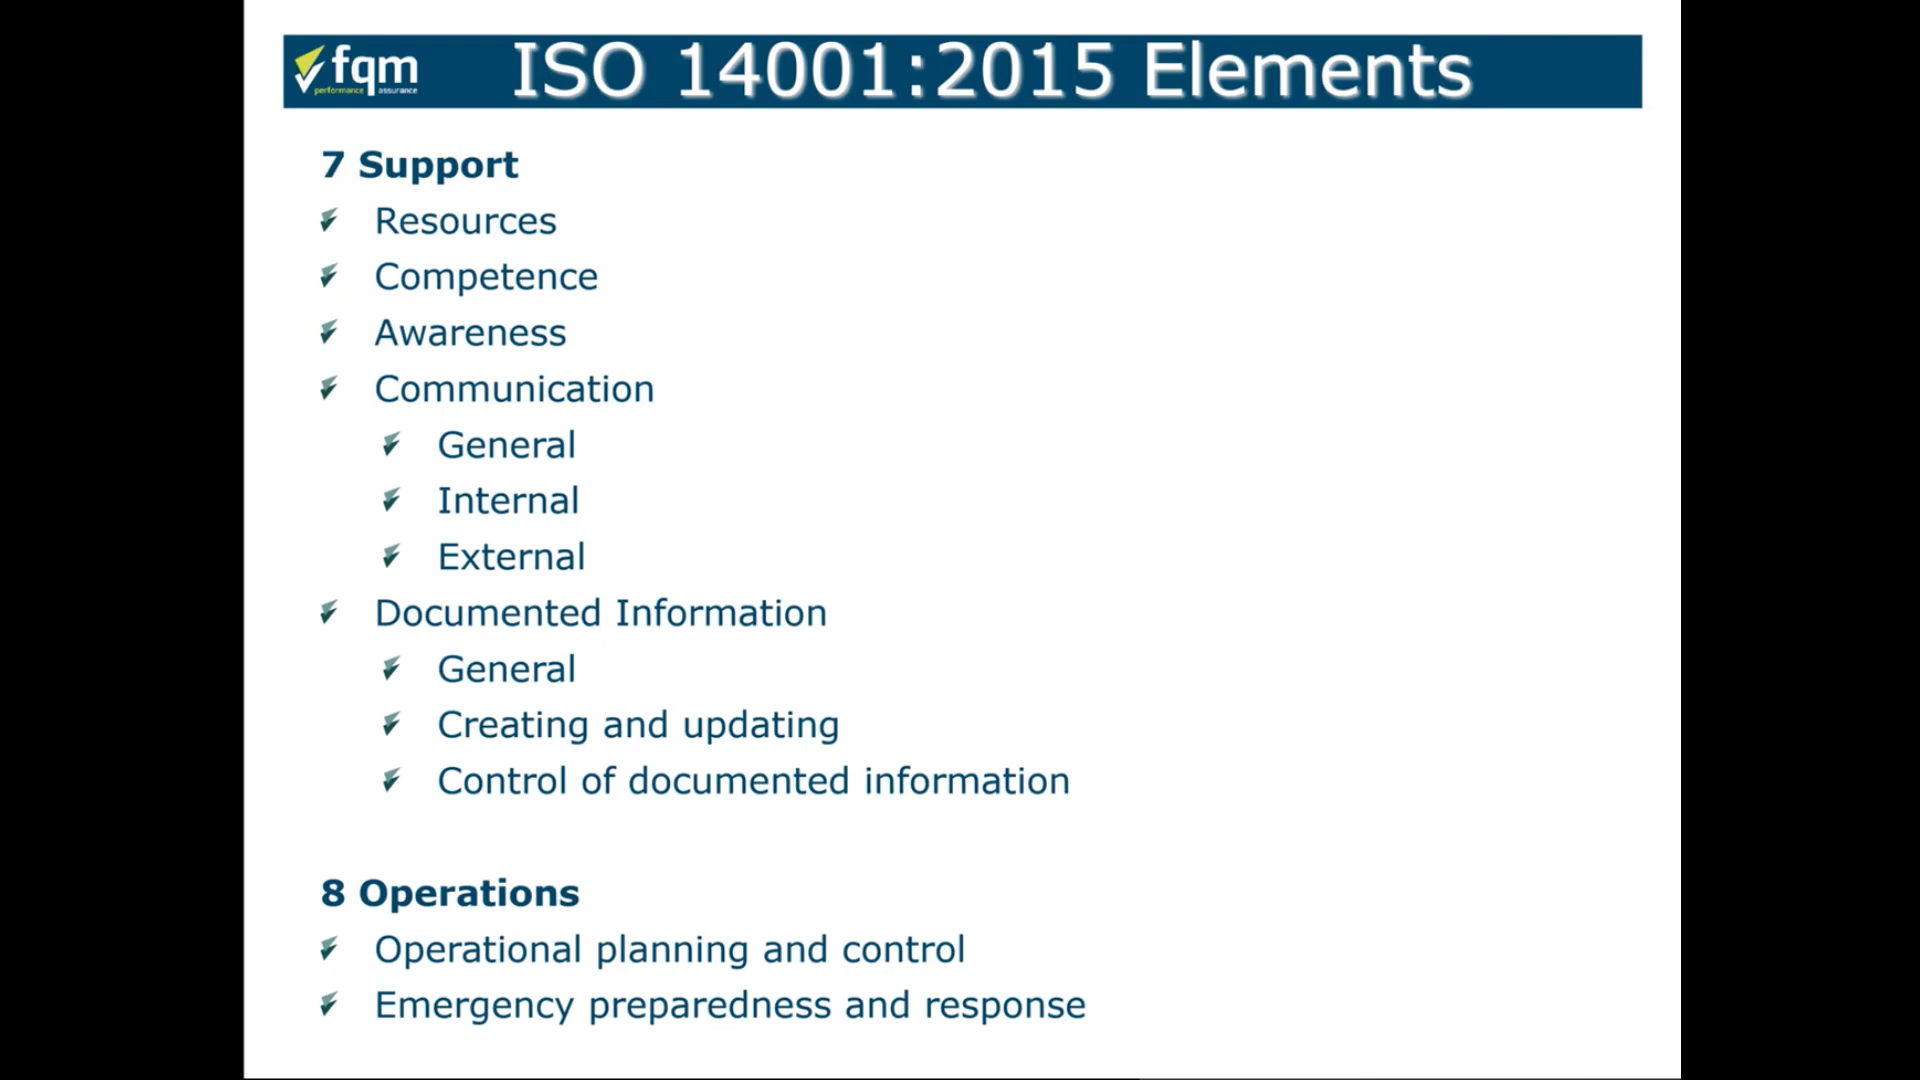 fqm
performance assurance
ISO 14001:2015 Elements
7 Support
Resources
Competence
Awareness
Communication
General
Internal
External
Documented Information
General
Creating and updating
Control of documented information
8 Operations
Operational planning and control
Emergency preparedness and response